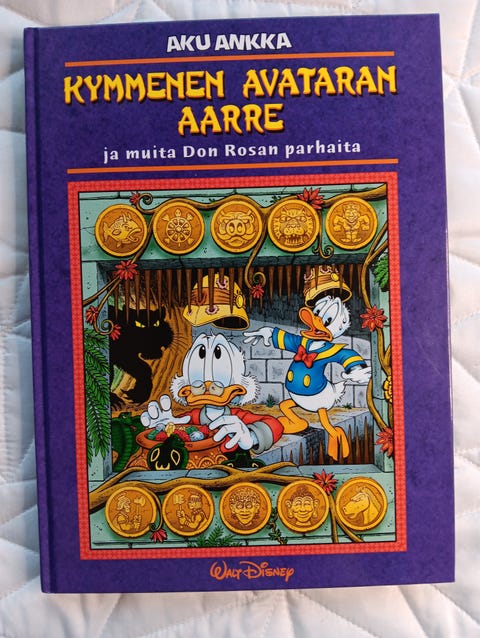 AKU ANKKA
KYMMENEN AVATARAN
AARRE
ja muita Don Rosan parhaita
WALT DISNEY